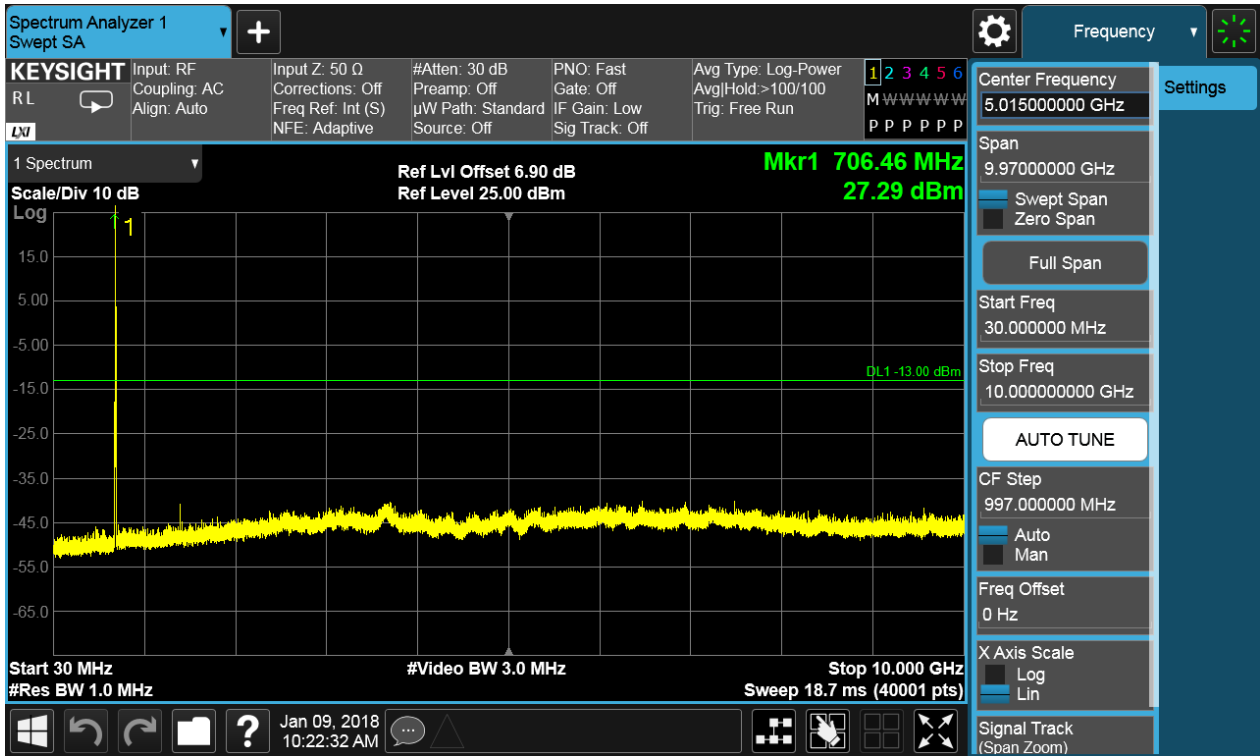 Spectrum Analyzer 1
Swept SA
+
Frequency
KEYSIGHT
R L
LXI
Input: RF
Coupling: AC
Align: Auto
Input Z: 50 Ω
Corrections: Off
Freq Ref: Int (S)
NFE: Adaptive
#Atten: 30 dB
Preamp: Off
µW Path: Standard
Source: Off
PNO: Fast
Gate: Off
IF Gain: Low
Sig Track: Off
Avg Type: Log-Power
Avg|Hold:>100/100
Trig: Free Run
1 2 3 4 5 6
M W W W W W
P P P P P P
1 Spectrum
Scale/Div 10 dB
Log
Ref Lvl Offset 6.90 dB
Ref Level 25.00 dBm
Mkr1 706.46 MHz
27.29 dBm
1
15.0
5.00
-5.00
-15.0
-25.0
-35.0
-45.0
-55.0
-65.0
DL1 -13.00 dBm
Start 30 MHz
#Res BW 1.0 MHz
#Video BW 3.0 MHz
Stop 10.000 GHz
Sweep 18.7 ms (40001 pts)
Center Frequency
5.015000000 GHz
Span
9.97000000 GHz
Swept Span
Zero Span
Full Span
Start Freq
30.000000 MHz
Stop Freq
10.000000000 GHz
AUTO TUNE
CF Step
997.000000 MHz
Auto
Man
Freq Offset
0 Hz
X Axis Scale
Log
Lin
Signal Track
(Span Zoom)
Settings
?
Jan 09, 2018
10:22:32 AM